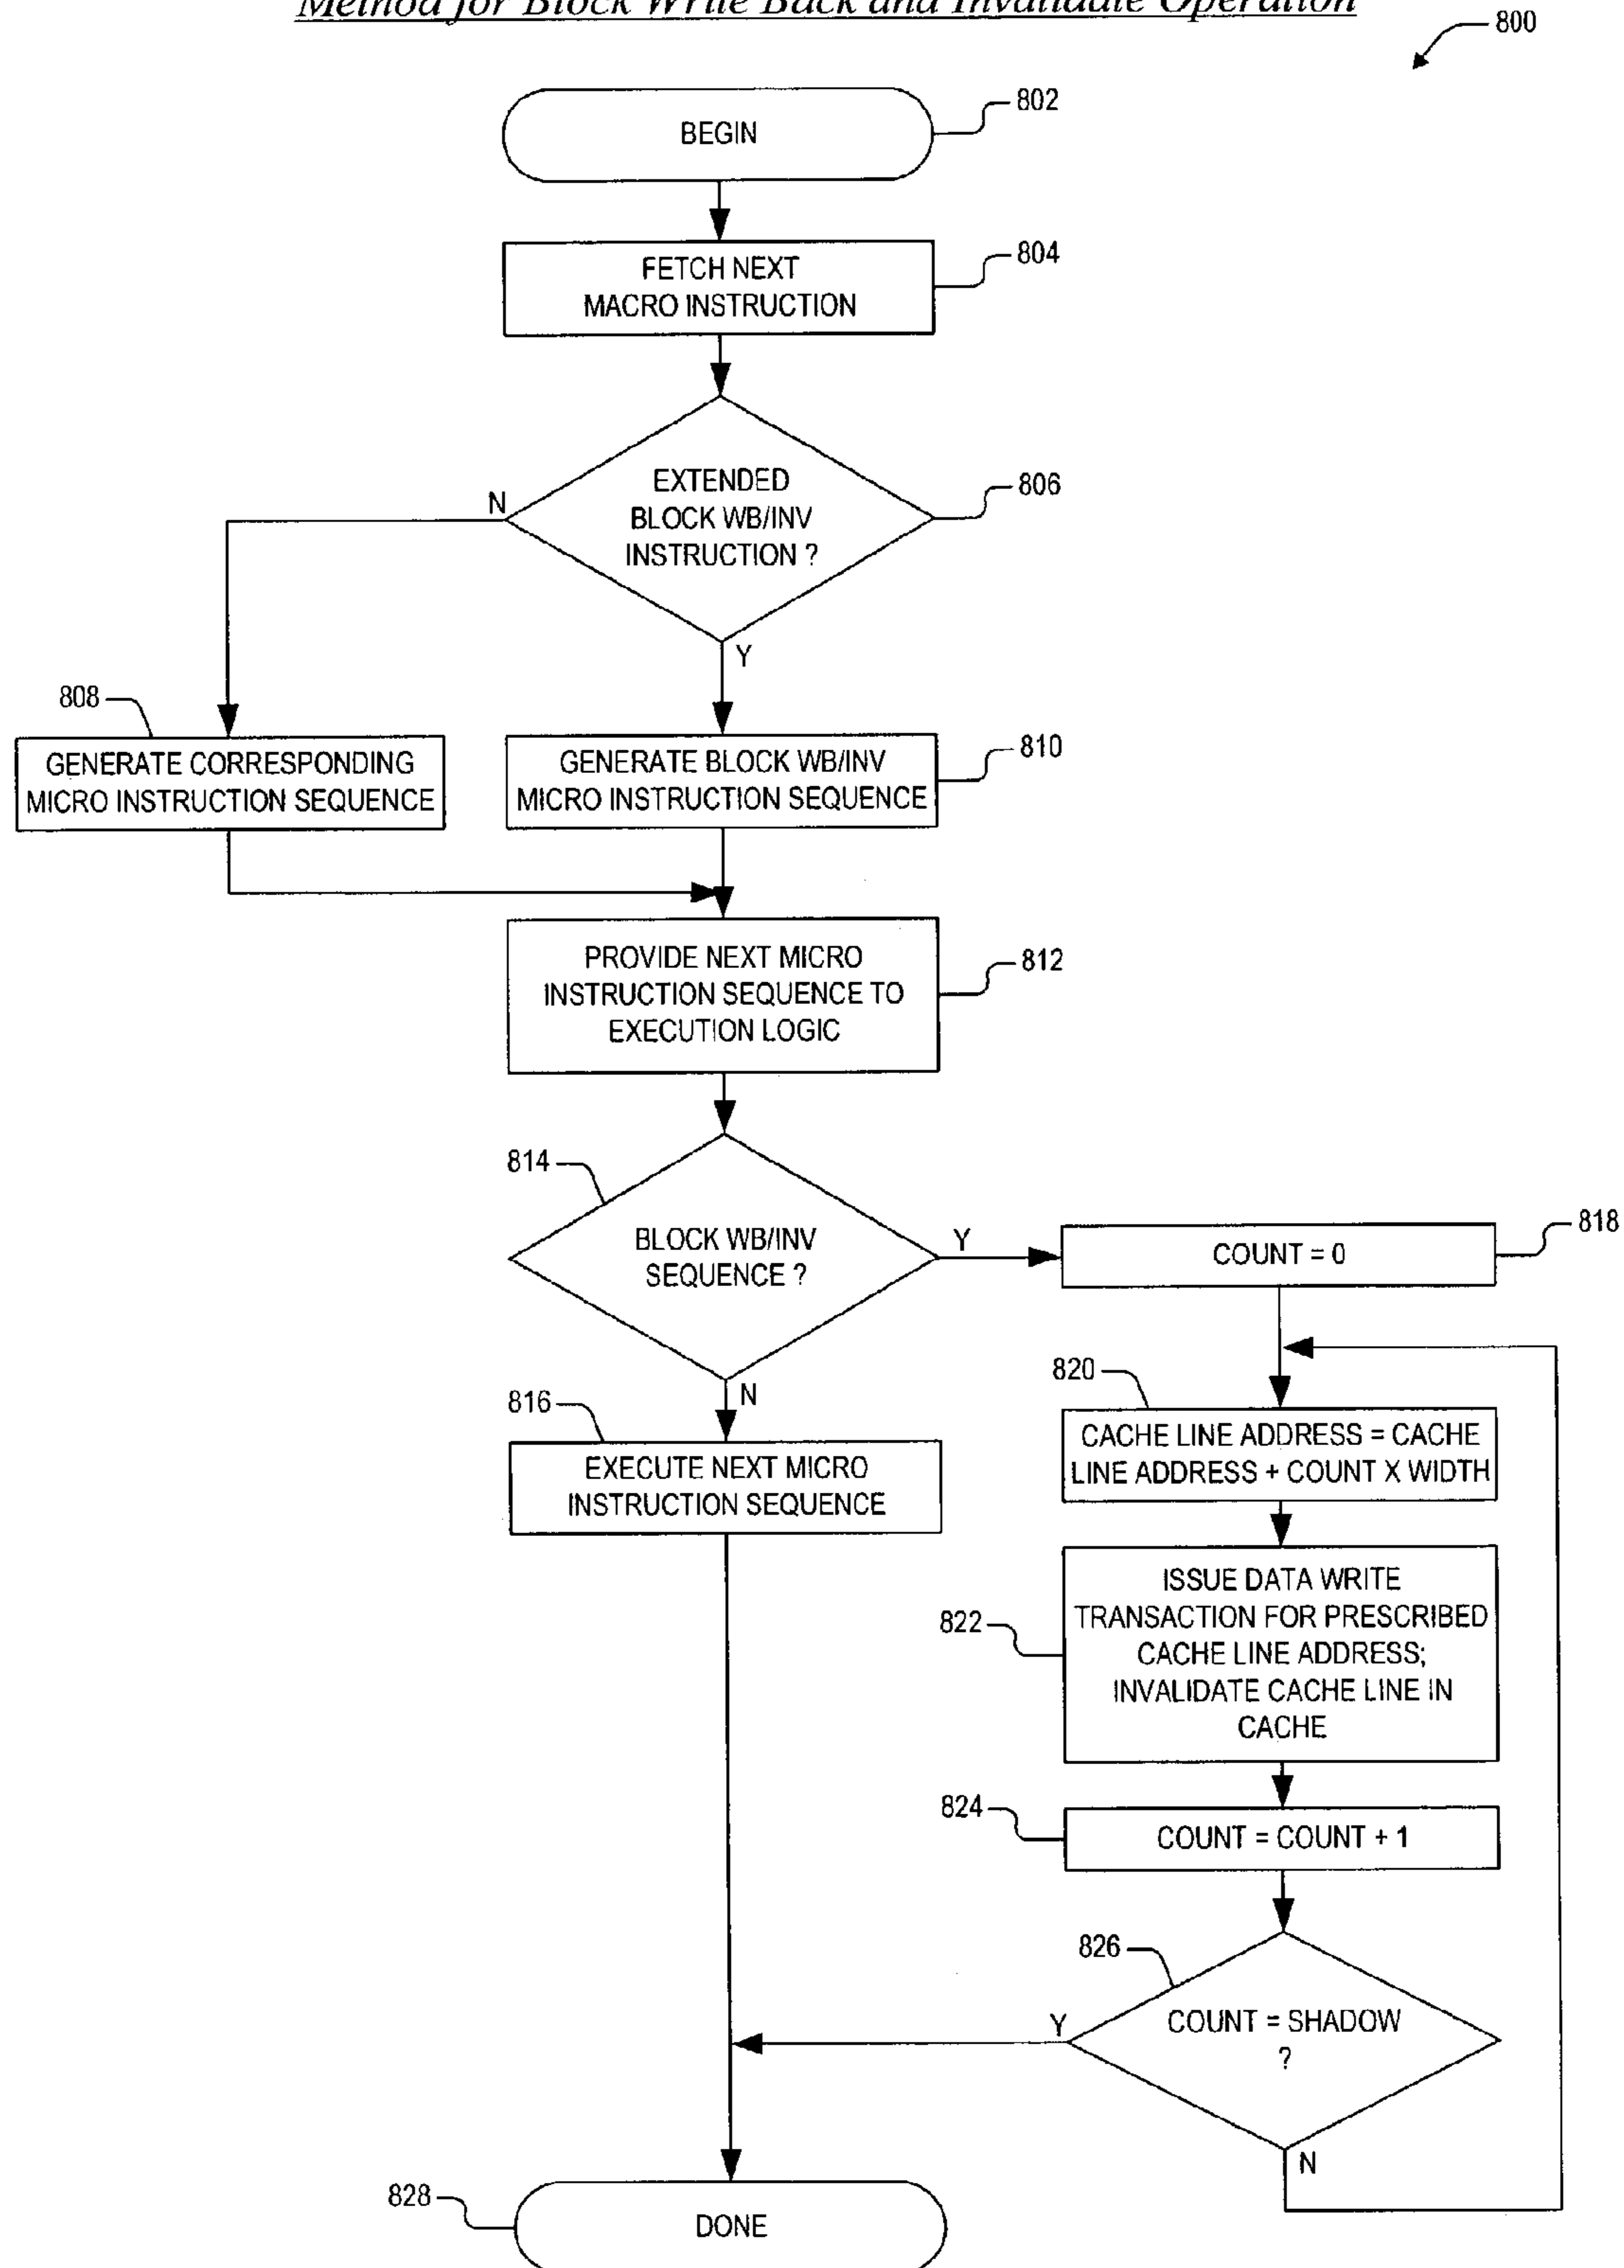 Method for Block Write Back and Invalidate Operation
800
802
BEGIN
804
FETCH NEXT
MACRO INSTRUCTION
806
EXTENDED
BLOCK WB/INV
INSTRUCTION ?
N
Y
808
GENERATE CORRESPONDING
MICRO INSTRUCTION SEQUENCE
810
GENERATE BLOCK WB/INV
MICRO INSTRUCTION SEQUENCE
812
PROVIDE NEXT MICRO
INSTRUCTION SEQUENCE TO
EXECUTION LOGIC
814
BLOCK WB/INV
SEQUENCE ?
Y
N
818
COUNT = 0
816
EXECUTE NEXT MICRO
INSTRUCTION SEQUENCE
820
CACHE LINE ADDRESS = CACHE
LINE ADDRESS + COUNT X WIDTH
822
ISSUE DATA WRITE
TRANSACTION FOR PRESCRIBED
CACHE LINE ADDRESS;
INVALIDATE CACHE LINE IN
CACHE
824
COUNT = COUNT + 1
826
COUNT = SHADOW
?
Y
N
828
DONE